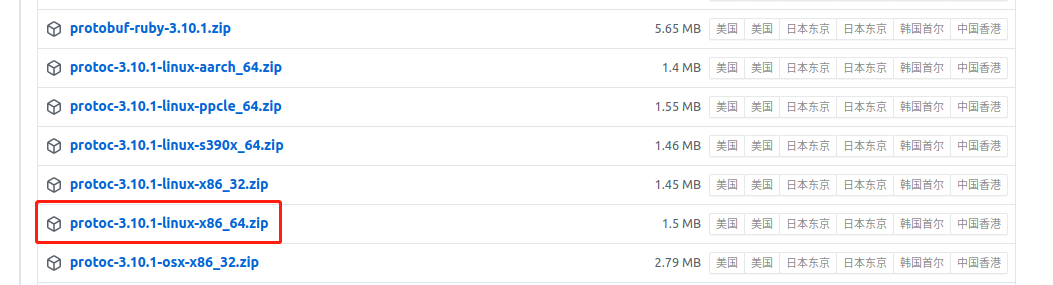 protobuf-ruby-3.10.1.zip 5.65 MB 美国 美国 日本东京 日本东京 韩国首尔 中国香港
protoc-3.10.1-linux-aarch_64.zip 1.4 MB 美国 美国 日本东京 日本东京 韩国首尔 中国香港
protoc-3.10.1-linux-ppcle_64.zip 1.55 MB 美国 美国 日本东京 日本东京 韩国首尔 中国香港
protoc-3.10.1-linux-s390x_64.zip 1.46 MB 美国 美国 日本东京 日本东京 韩国首尔 中国香港
protoc-3.10.1-linux-x86_32.zip 1.45 MB 美国 美国 日本东京 日本东京 韩国首尔 中国香港
protoc-3.10.1-linux-x86_64.zip 1.5 MB 美国 美国 日本东京 日本东京 韩国首尔 中国香港
protoc-3.10.1-osx-x86_32.zip 2.79 MB 美国 美国 日本东京 日本东京 韩国首尔 中国香港